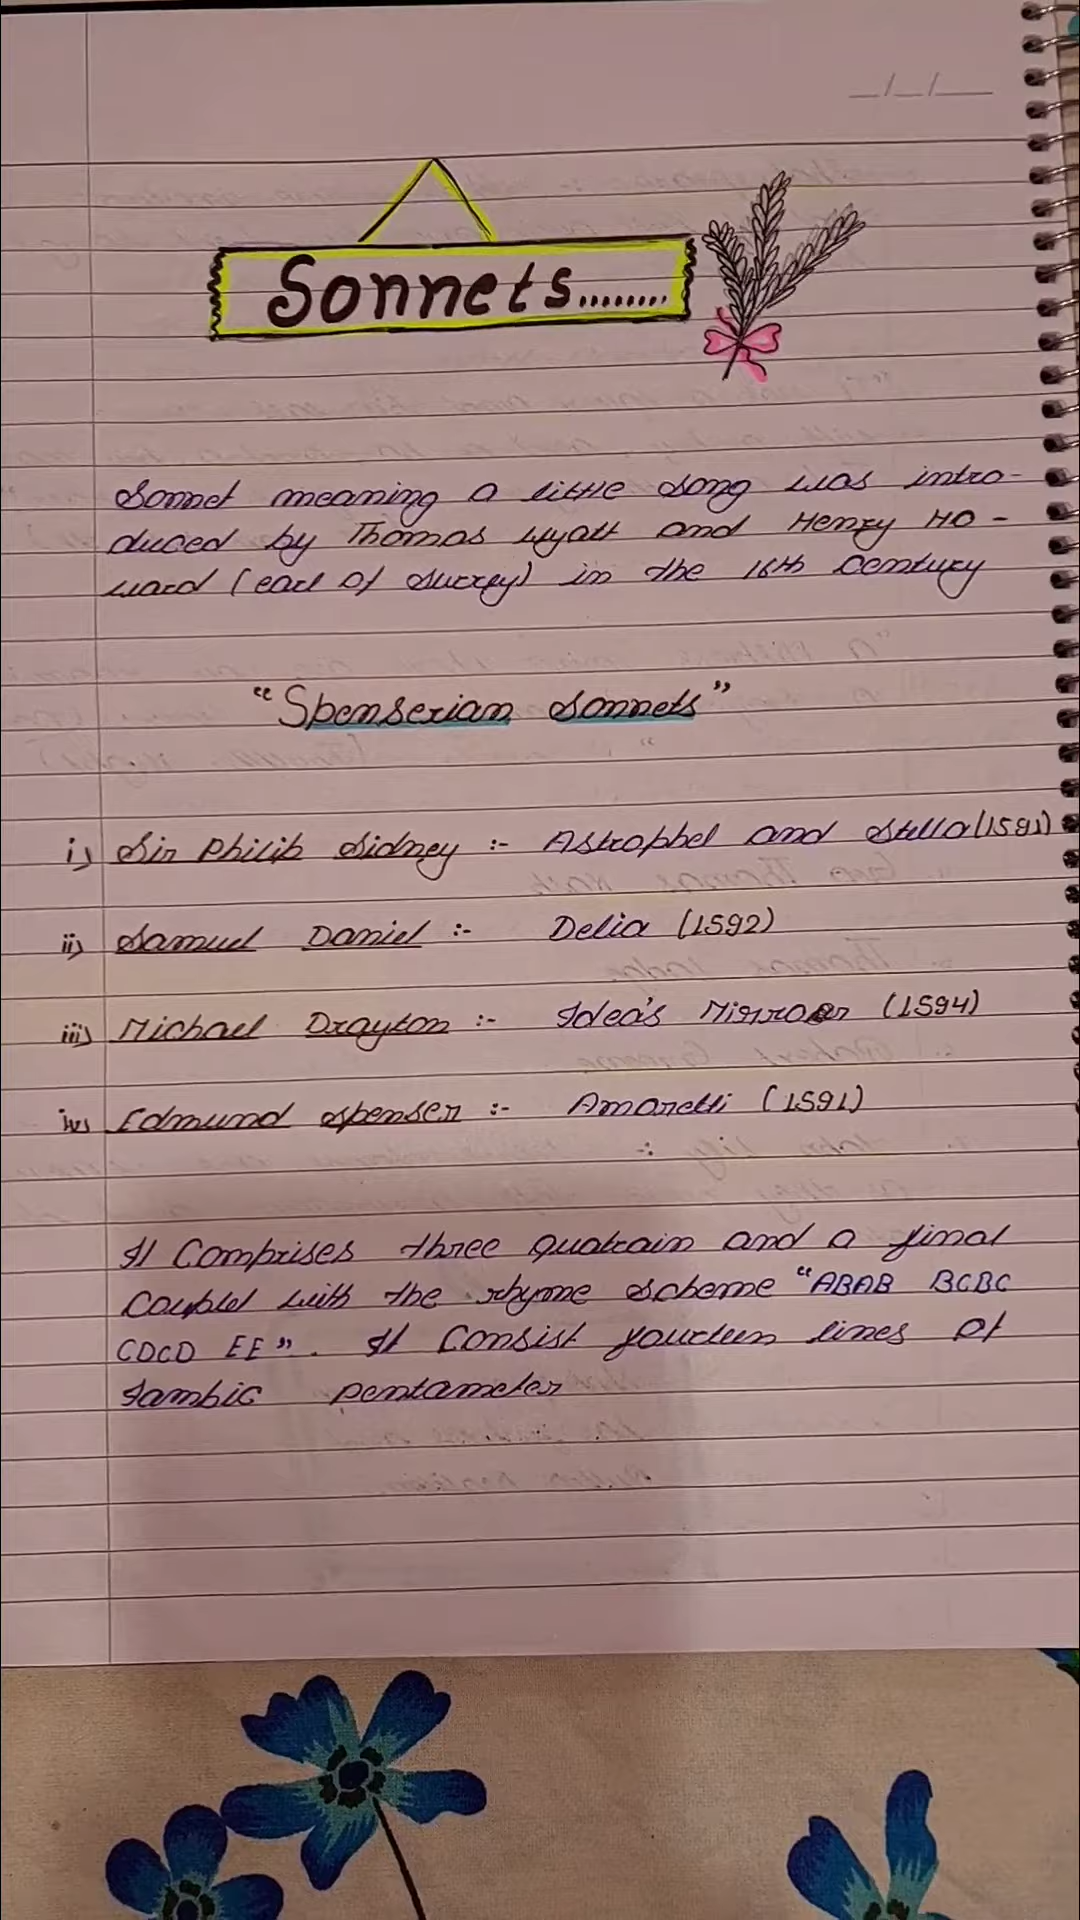 Sonnets........
Sonnet meaning a little song was intro-
duced by Thomas Wyatt and Henry Ho-
ward (earl of Surrey) in the 16th Century
"Spenserian Sonnets"
i) Sir Philip Sidney :- Astrophel and Stella (1591)
ii) Samuel Daniel :- Delia (1592)
iii) Michael Drayton :- Idea's Mirror (1594)
iv) Edmund Spenser :- Amoretti (1591)
It Comprises three quatrain and a final
Couplet with the rhyme scheme "ABAB BCBC
CDCD EE". It Consist fourteen lines of
Iambic pentameter